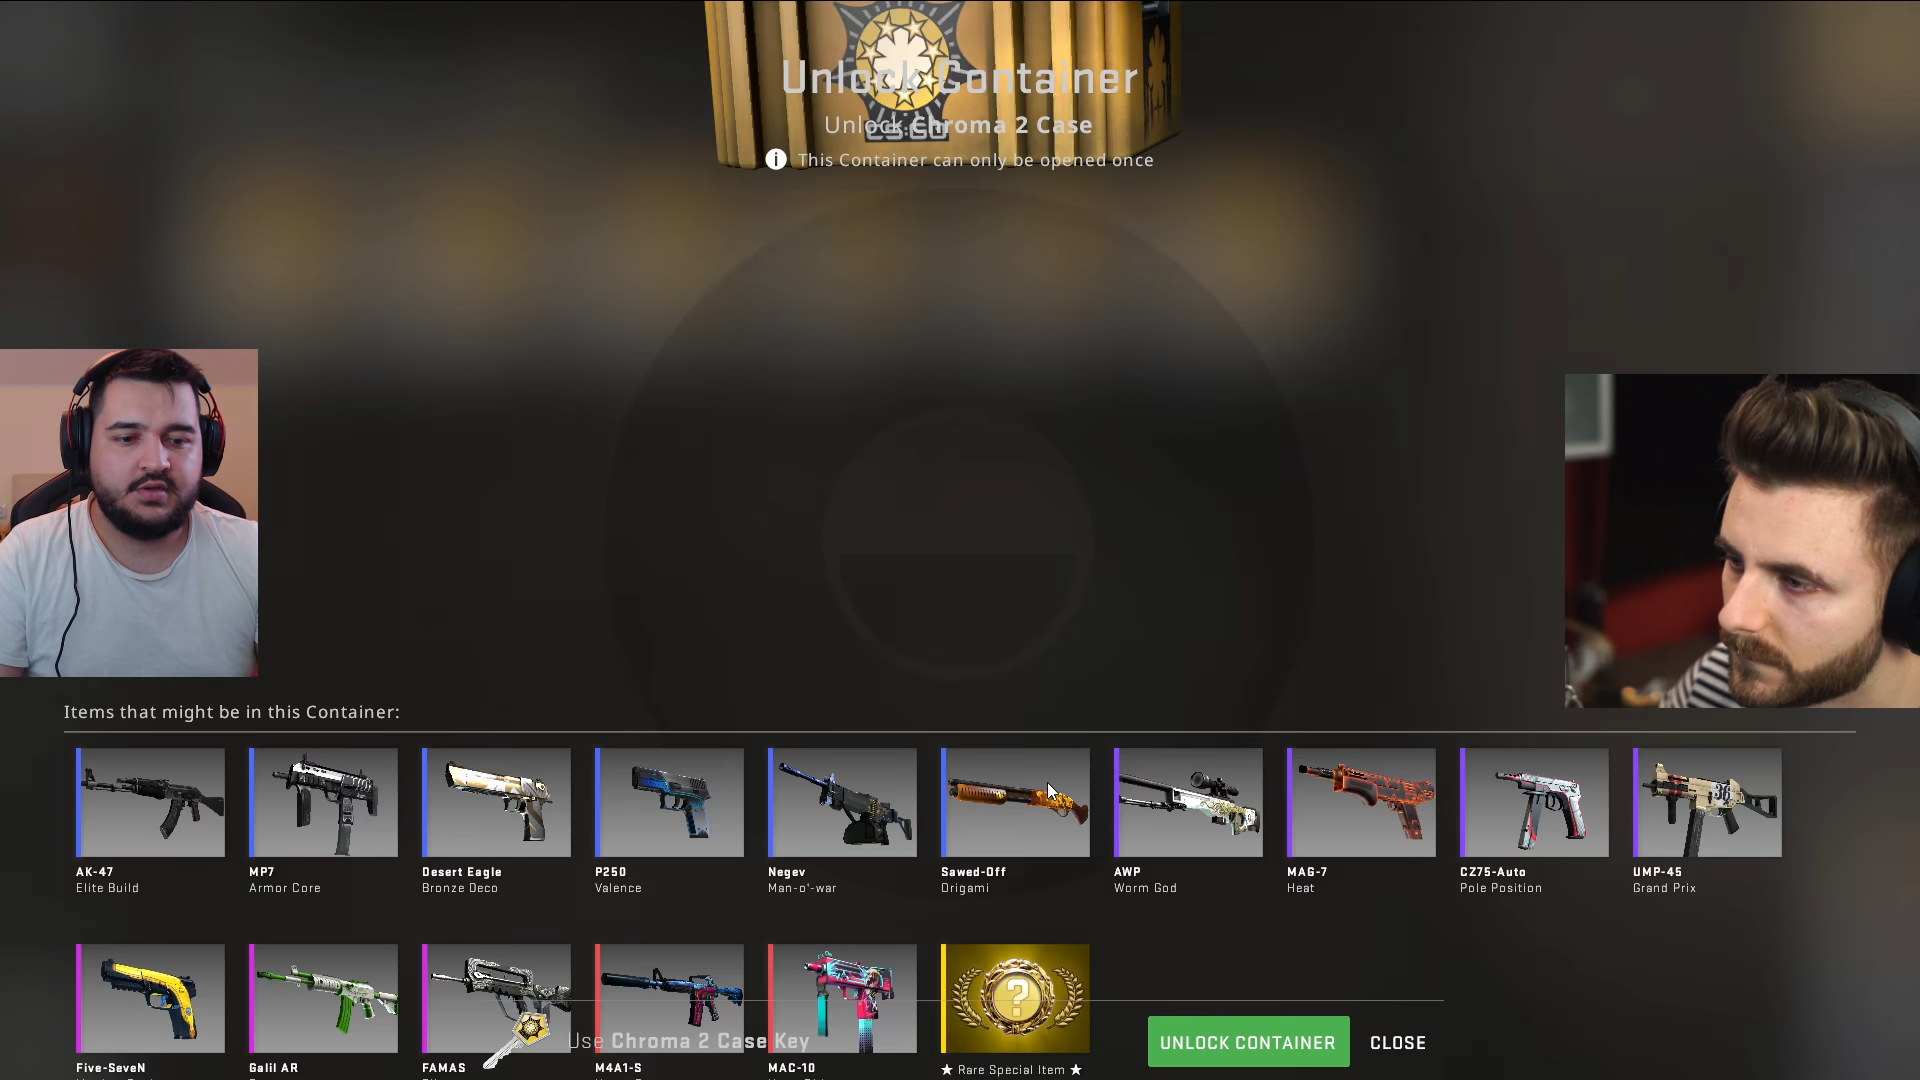 Unlock Container
Unlock Chroma 2 Case
CS:GO
This Container can only be opened once
Items that might be in this Container:
AK-47
Elite Build
MP7
Armor Core
Desert Eagle
Bronze Deco
P250
Valence
Negev
Man-o'-war
Sawed-Off
Origami
AWP
Worm God
MAG-7
Heat
CZ75-Auto
Pole Position
UMP-45
Grand Prix
36
?
Five-SeveN
Galil AR
FAMAS
M4A1-S
MAC-10
★ Rare Special Item ★
Use Chroma 2 Case Key
UNLOCK CONTAINER
CLOSE